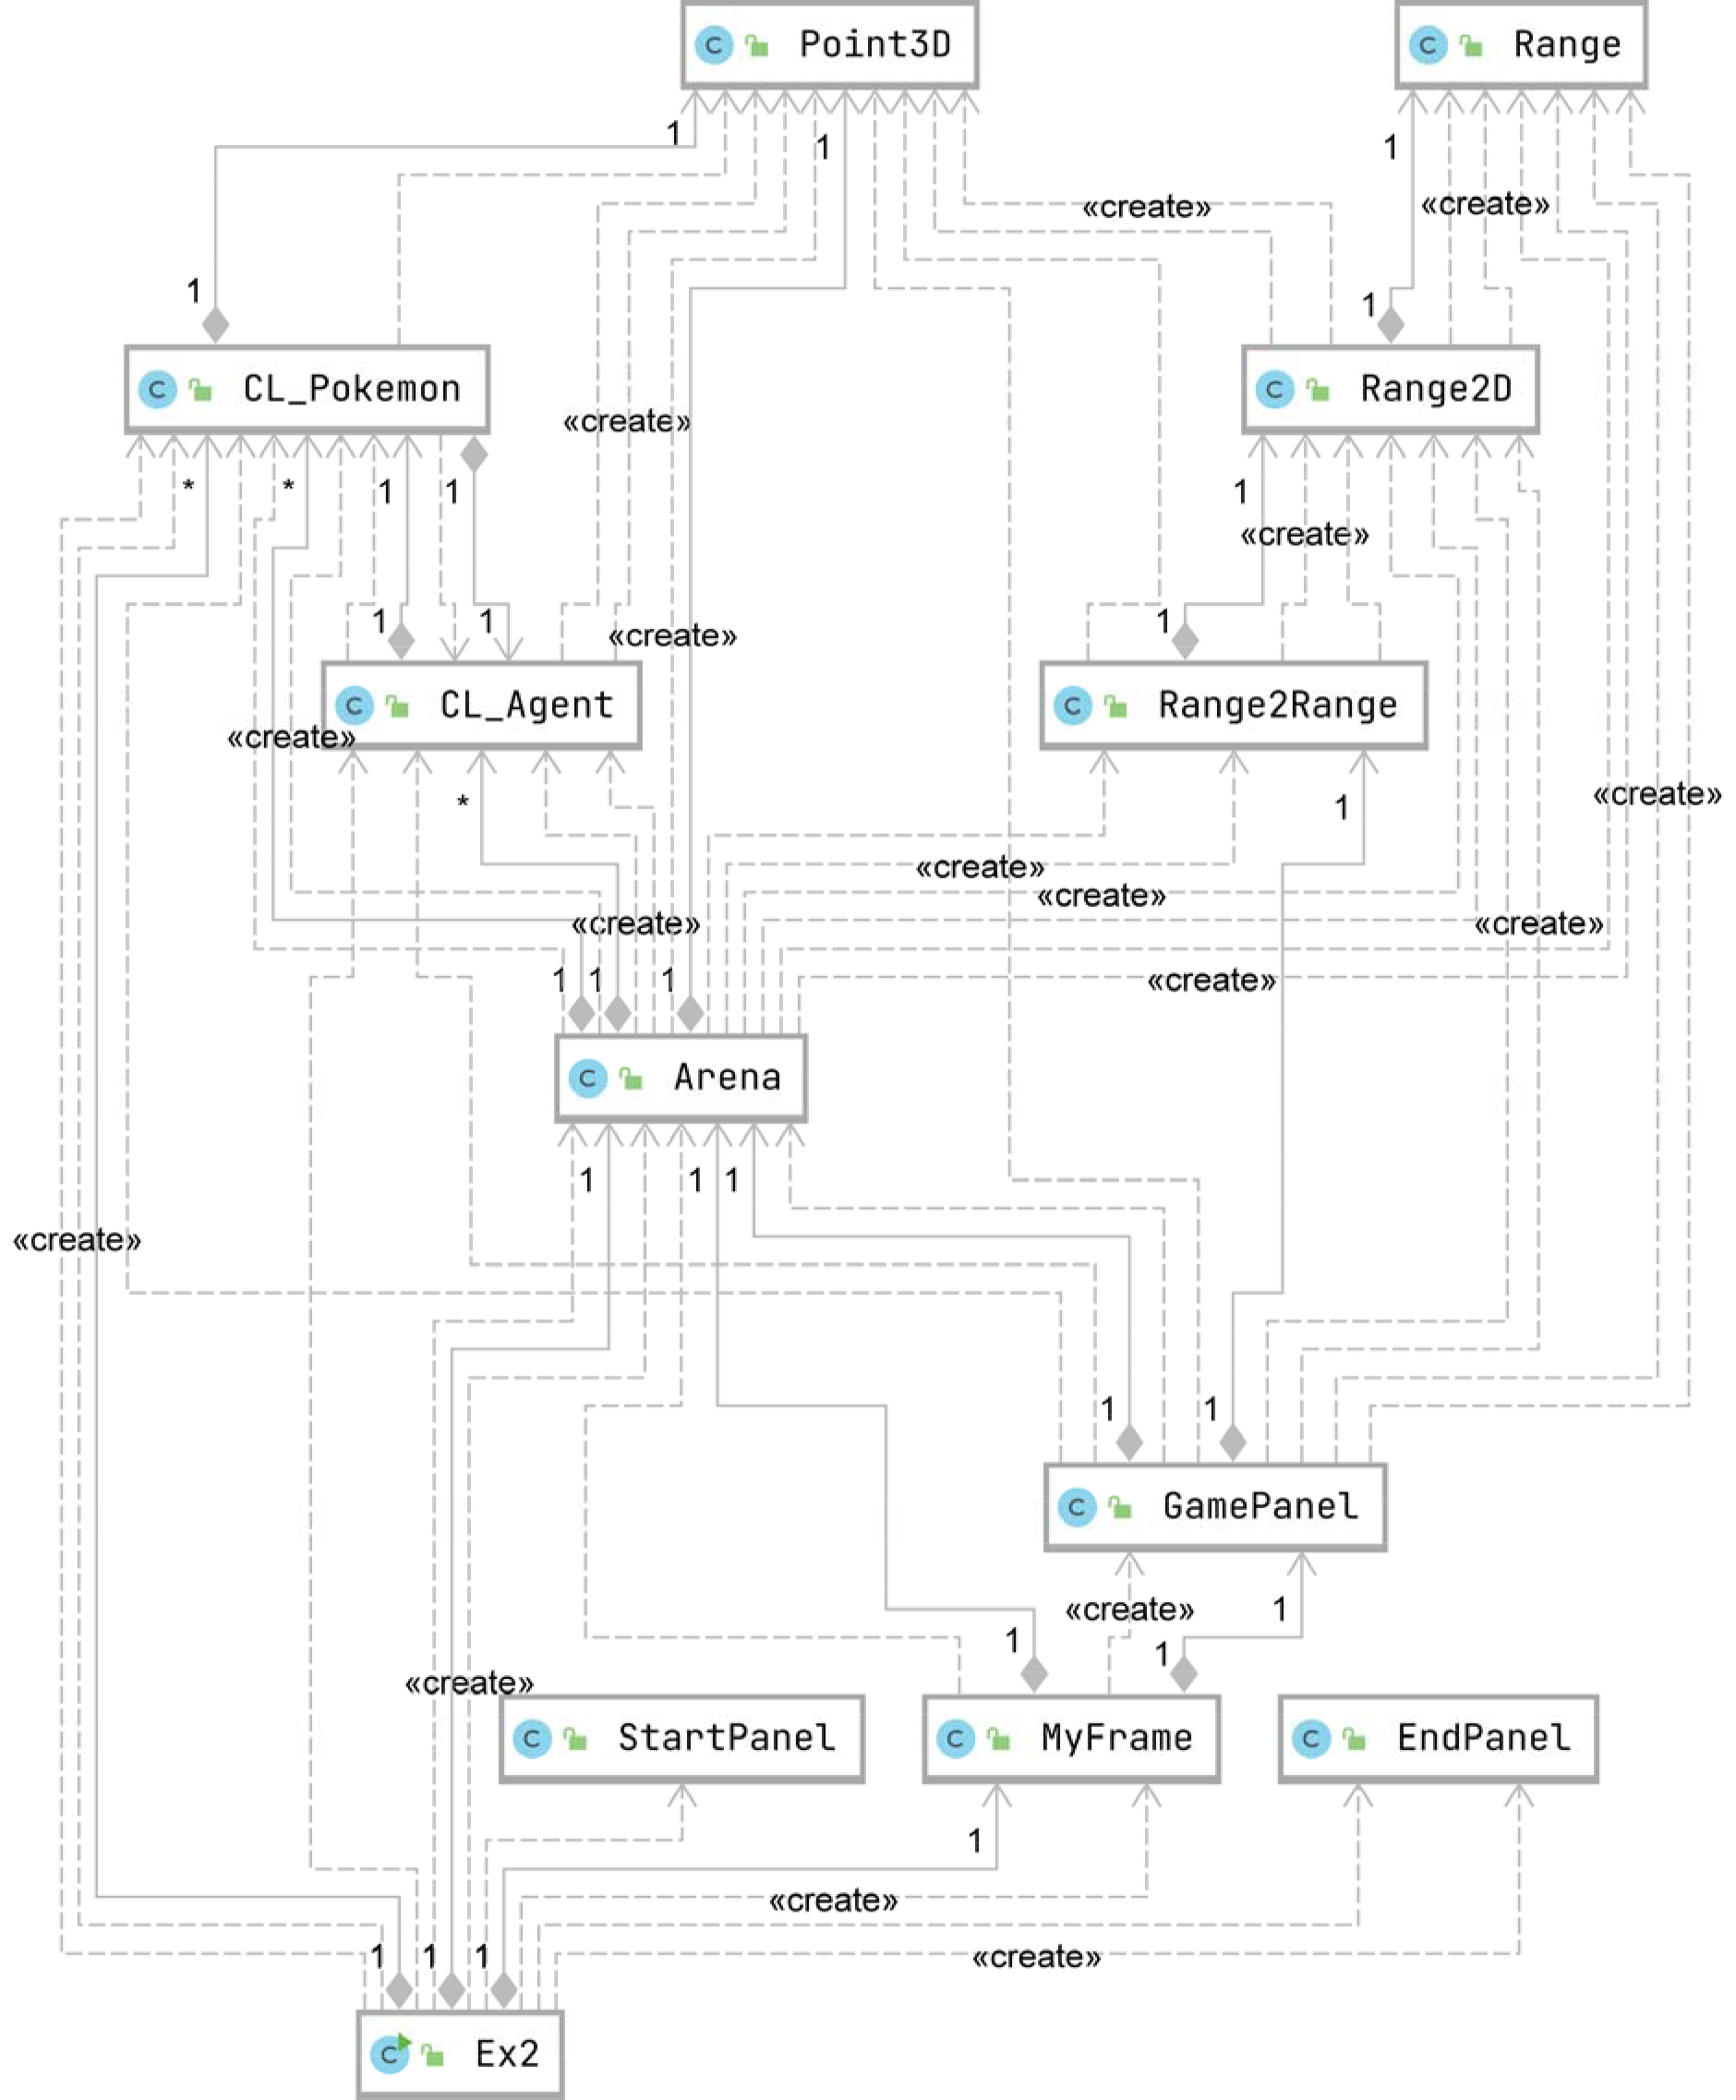 Point3D
Range
1
1
1
«create»
«create»
1
1
CL_Pokemon
Range2D
«create»
*
*
1
1
1
«create»
1
1
1
«create»
CL_Agent
Range2Range
«create»
*
1
«create»
«create»
«create»
«create»
«create»
1
1
1
«create»
Arena
1
1
1
«create»
1
1
GamePanel
«create»
1
1
1
«create»
StartPanel
MyFrame
EndPanel
1
«create»
1
1
1
«create»
Ex2